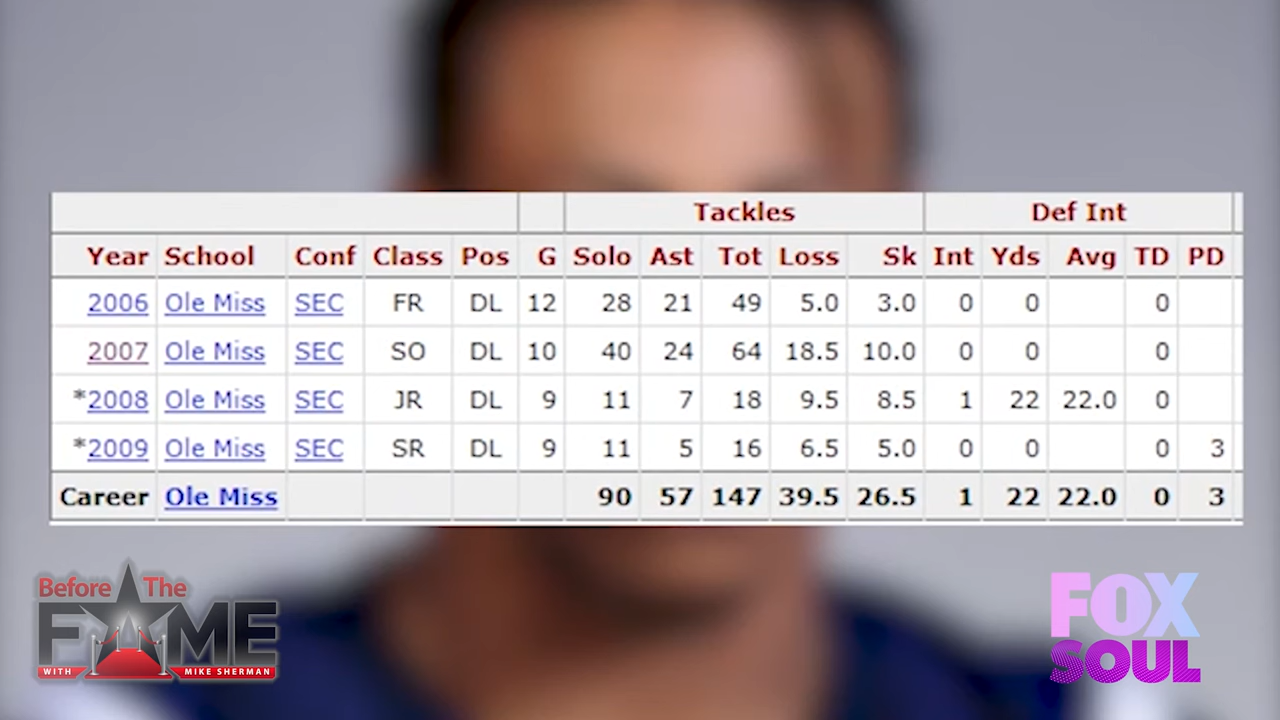 Tackles Def Int
Year School Conf Class Pos G Solo Ast Tot Loss Sk Int Yds Avg TD PD
2006 Ole Miss SEC FR DL 12 28 21 49 5.0 3.0 0 0 0
2007 Ole Miss SEC SO DL 10 40 24 64 18.5 10.0 0 0 0
*2008 Ole Miss SEC JR DL 9 11 7 18 9.5 8.5 1 22 22.0 0
*2009 Ole Miss SEC SR DL 9 11 5 16 6.5 5.0 0 0 0 3
Career Ole Miss 90 57 147 39.5 26.5 1 22 22.0 0 3
Before The
FAME
WITH MIKE SHERMAN
FOX
SOUL